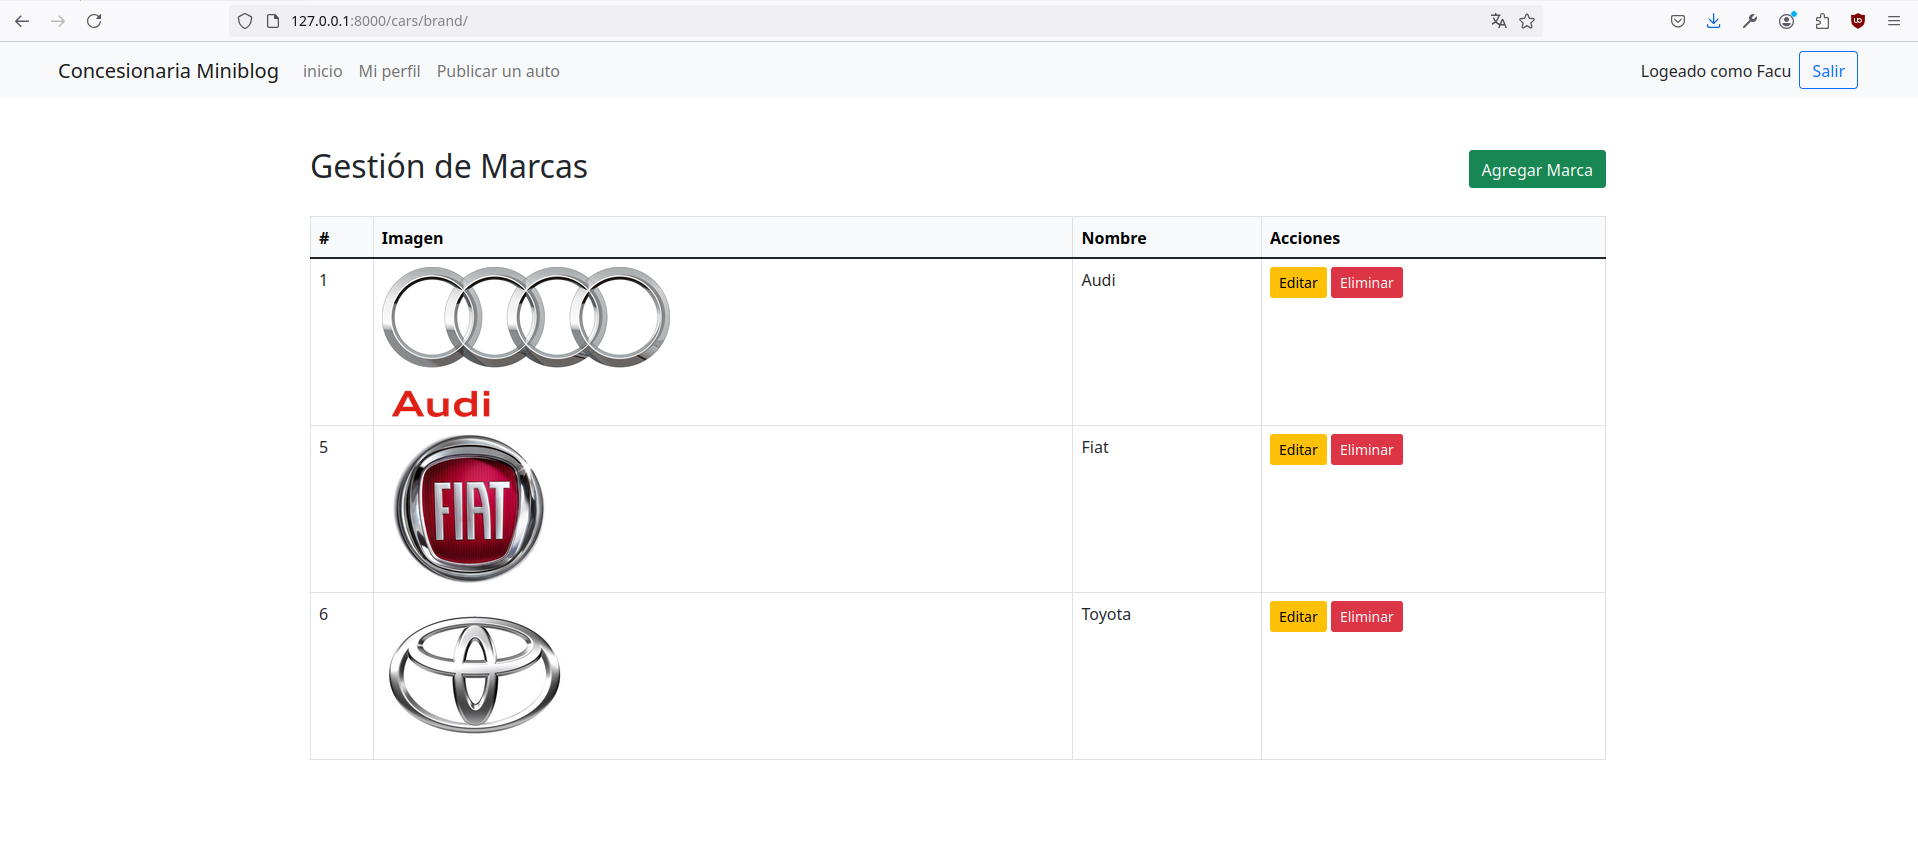 127.0.0.1:8000/cars/brand/
Concesionaria Miniblog inicio Mi perfil Publicar un auto Logeado como Facu Salir
Gestión de Marcas Agregar Marca
# Imagen Nombre Acciones
1 Audi Editar Eliminar
Audi
5 Fiat Editar Eliminar
FIAT
6 Toyota Editar Eliminar